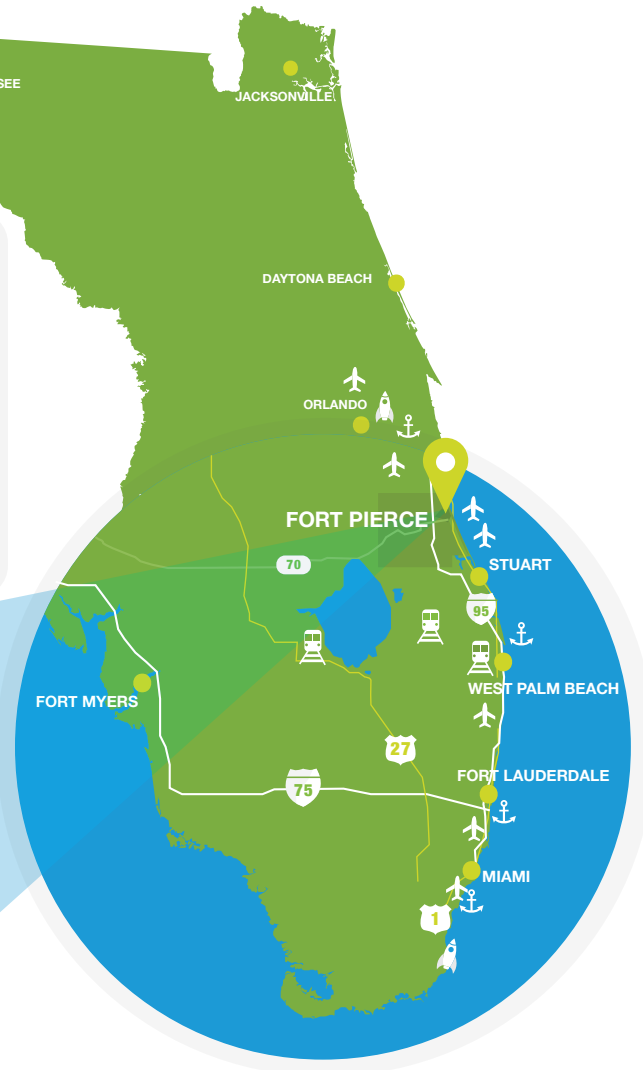 SEE
JACKSONVILLE
DAYTONA BEACH
ORLANDO
FORT PIERCE
70
STUART
95
FORT MYERS
WEST PALM BEACH
27
75
FORT LAUDERDALE
MIAMI
1